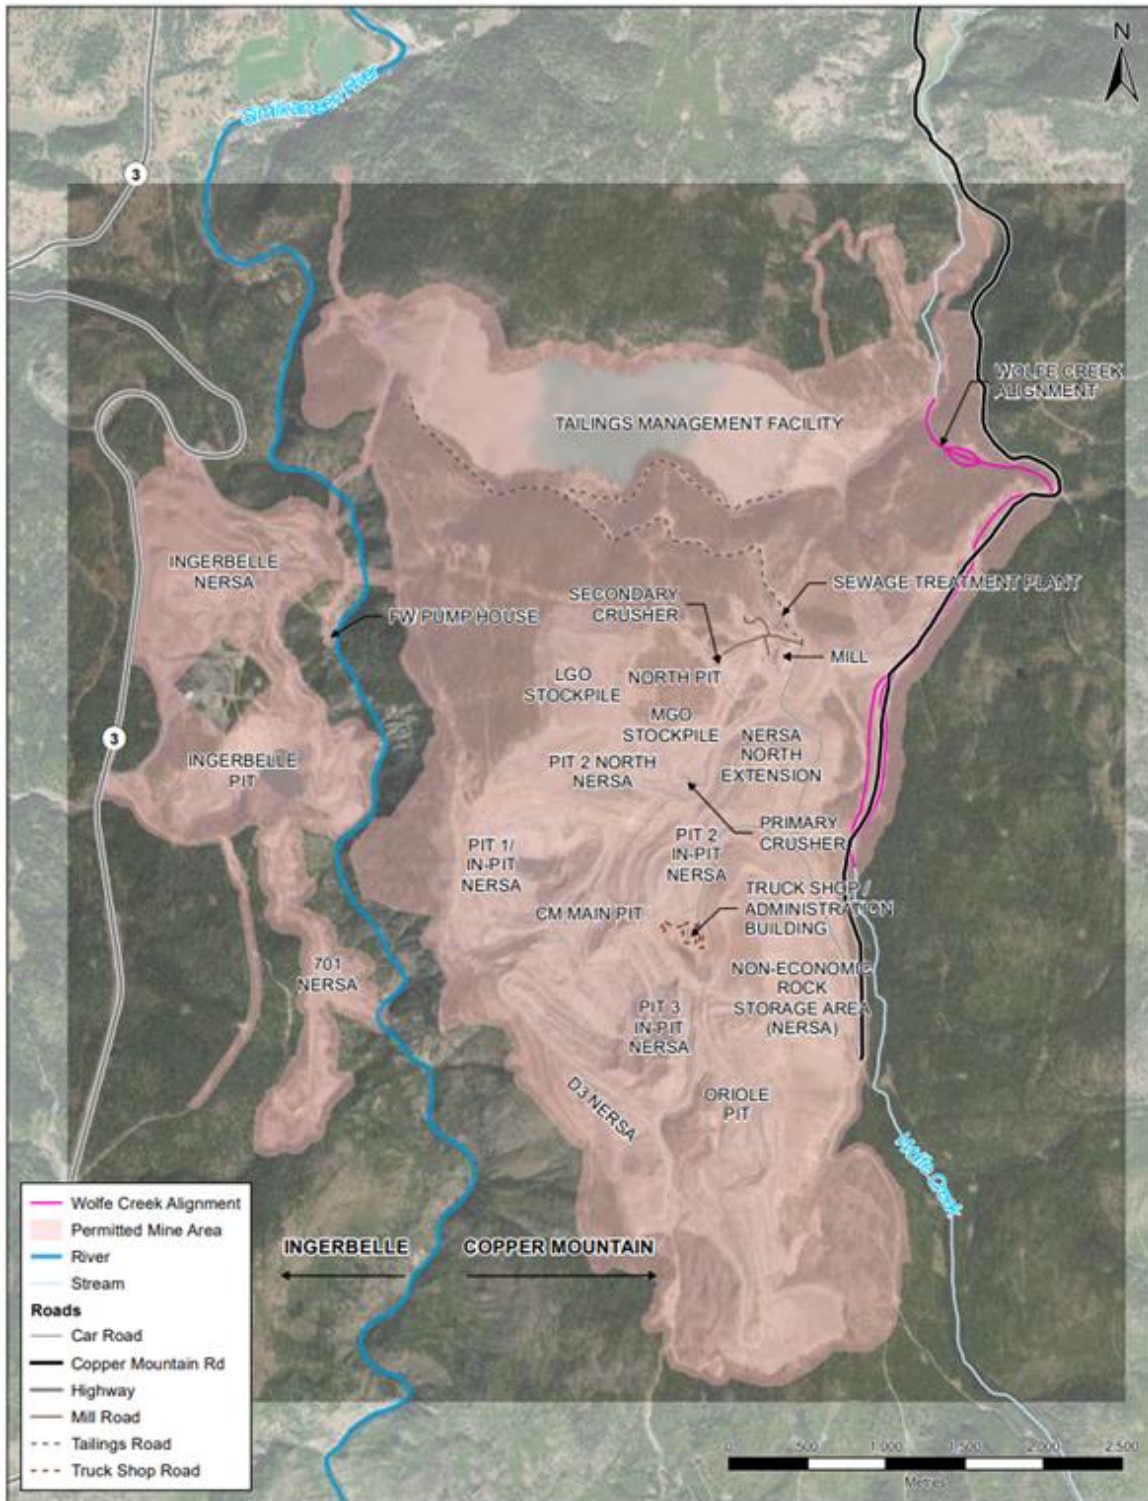 N
Similkameen River
3
WOLFE CREEK
ALIGNMENT
TAILINGS MANAGEMENT FACILITY
INGERBELLE
NERSA
SECONDARY
CRUSHER
SEWAGE TREATMENT PLANT
FW PUMP HOUSE
MILL
LGO
STOCKPILE
NORTH PIT
MGO
STOCKPILE
NERSA
NORTH
EXTENSION
3
INGERBELLE
PIT
PIT 2 NORTH
NERSA
PRIMARY
CRUSHER
PIT 1/
IN-PIT
NERSA
PIT 2
IN-PIT
NERSA
TRUCK SHOP /
ADMINISTRATION
BUILDING
CM MAIN PIT
701
NERSA
NON-ECONOMIC
ROCK
STORAGE AREA
(NERSA)
PIT 3
IN-PIT
NERSA
D3 NERSA
ORIOLE
PIT
Wolfe Creek
INGERBELLE
COPPER MOUNTAIN
Wolfe Creek Alignment
Permitted Mine Area
River
Stream
Roads
Car Road
Copper Mountain Rd
Highway
Mill Road
Tailings Road
Truck Shop Road
0 500 1 000 1 500 2 000 2 500
Metres